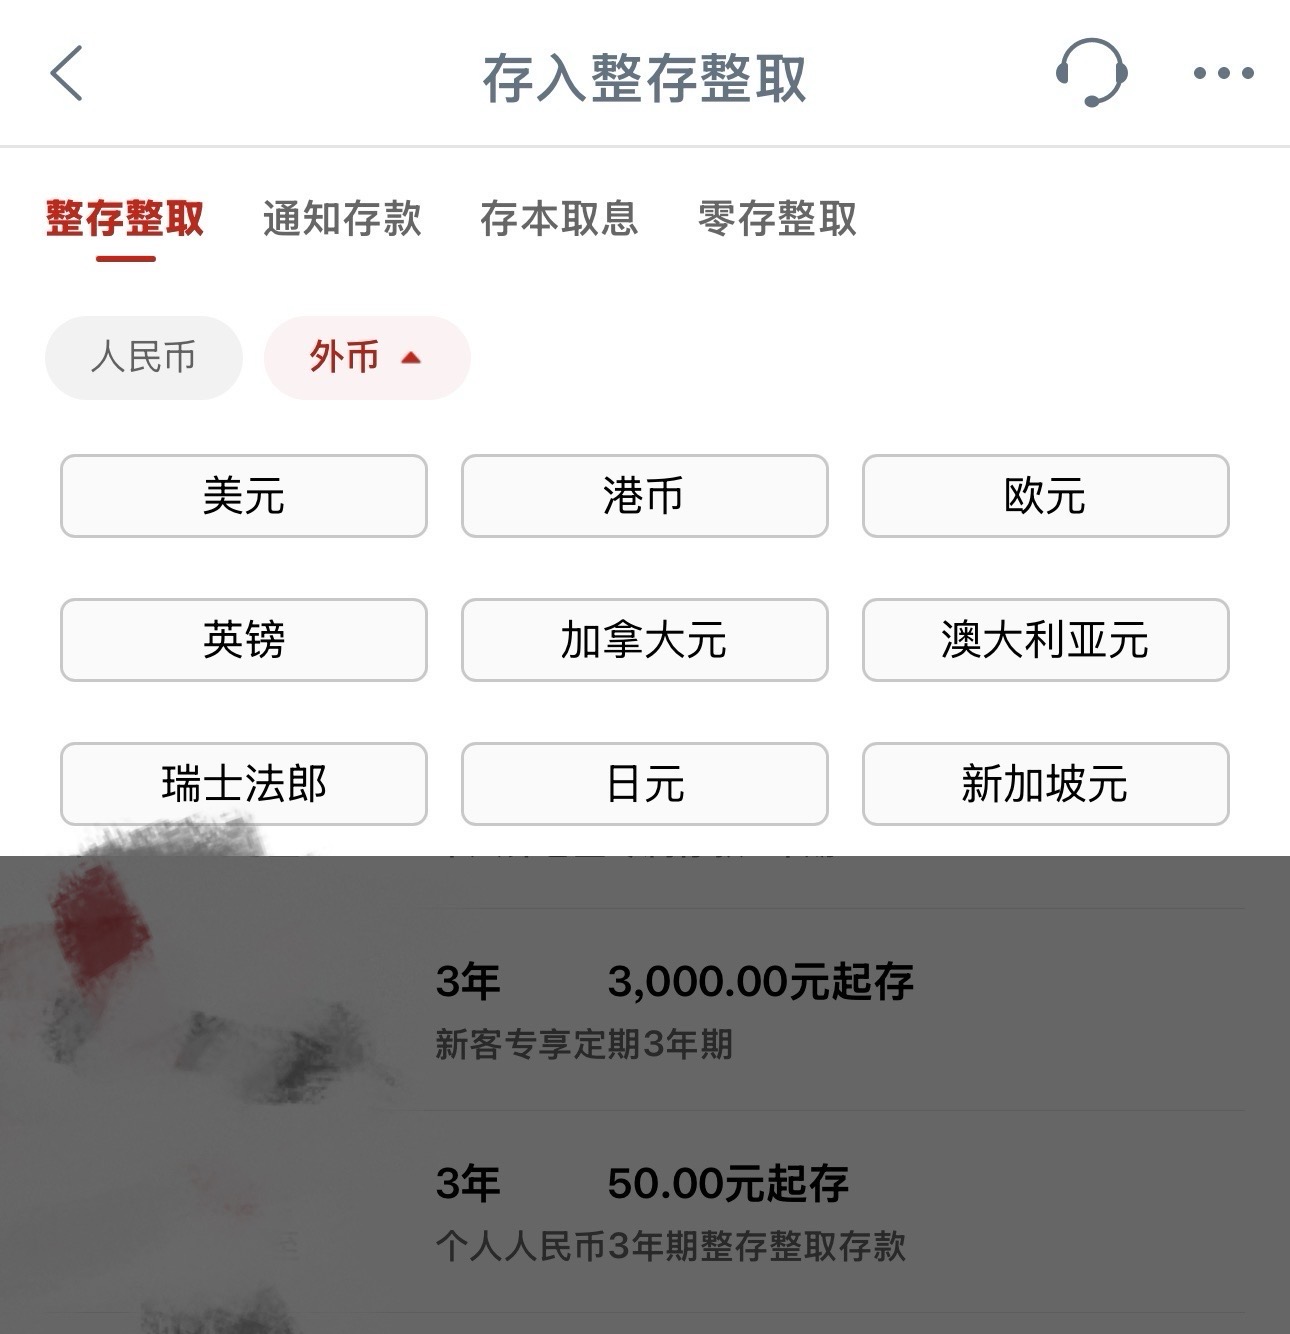 存入整存整取
整存整取 通知存款 存本取息 零存整取
人民币 外币
美元 港币 欧元
英镑 加拿大元 澳大利亚元
瑞士法郎 日元 新加坡元
3年 3,000.00元起存
新客专享定期3年期
3年 50.00元起存
个人人民币3年期整存整取存款